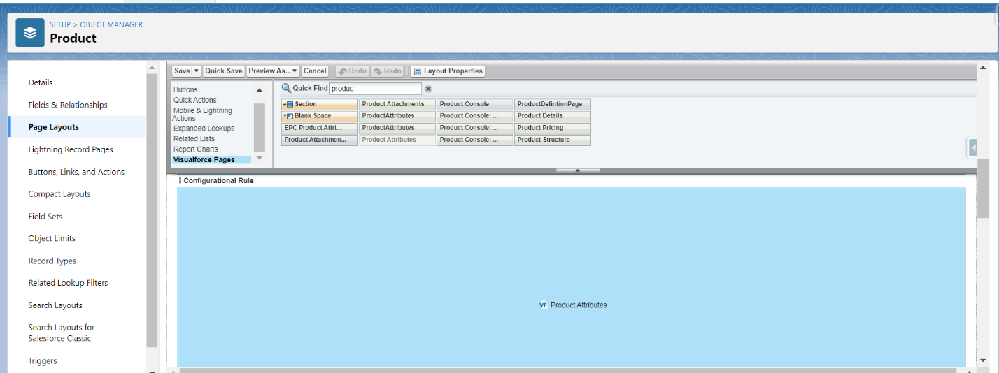 SETUP > OBJECT MANAGER
Product
Details
Fields & Relationships
Page Layouts
Lightning Record Pages
Buttons, Links, and Actions
Compact Layouts
Field Sets
Object Limits
Record Types
Related Lookup Filters
Search Layouts
Search Layouts for
Salesforce Classic
Triggers
Save Quick Save Preview As... Cancel Undo Redo Layout Properties
Buttons
Quick Actions
Mobile & Lightning
Actions
Expanded Lookups
Related Lists
Report Charts
Visualforce Pages
Quick Find produc
Section Product Attachments Product Console ProductDefintionPage
Blank Space ProductAttributes Product Console: ... Product Details
EPC Product Attri... ProductAttributes Product Console: ... Product Pricing
Product Attachmen... Product Attributes Product Console: ... Product Structure
Configurational Rule
VF Product Attributes